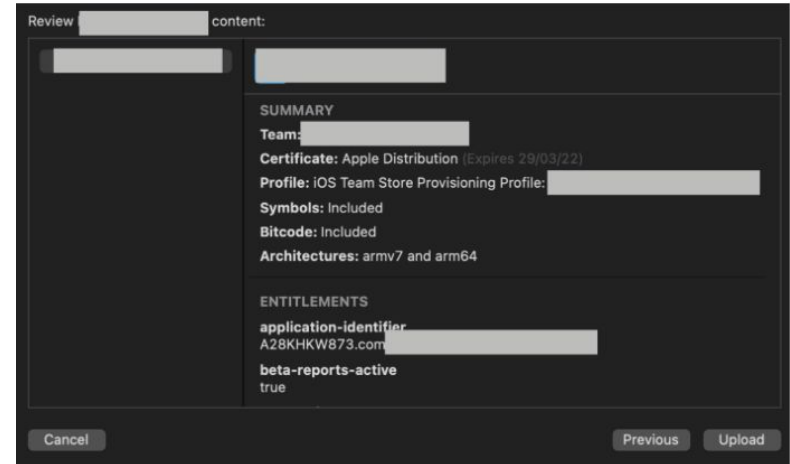 Review content:
SUMMARY
Team:
Certificate: Apple Distribution (Expires 29/03/22)
Profile: iOS Team Store Provisioning Profile:
Symbols: Included
Bitcode: Included
Architectures: armv7 and arm64
ENTITLEMENTS
application-identifier
A28KHKW873.com
beta-reports-active
true
Cancel
Previous
Upload